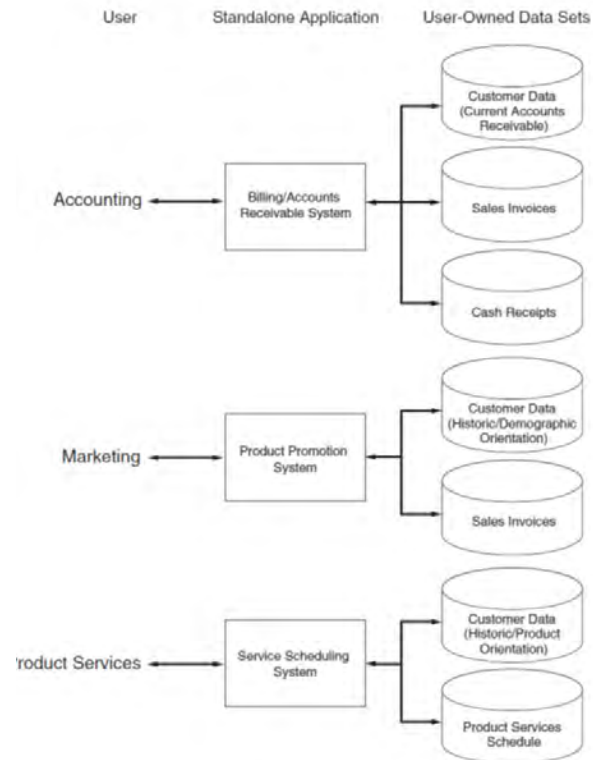 User Standalone Application User-Owned Data Sets
Customer Data
(Current Accounts
Receivable)
Accounting
Billing/Accounts
Receivable System
Sales Invoices
Cash Receipts
Customer Data
(Historic/Demographic
Orientation)
Marketing
Product Promotion
System
Sales Invoices
Customer Data
(Historic/Product
Orientation)
roduct Services
Service Scheduling
System
Product Services
Schedule